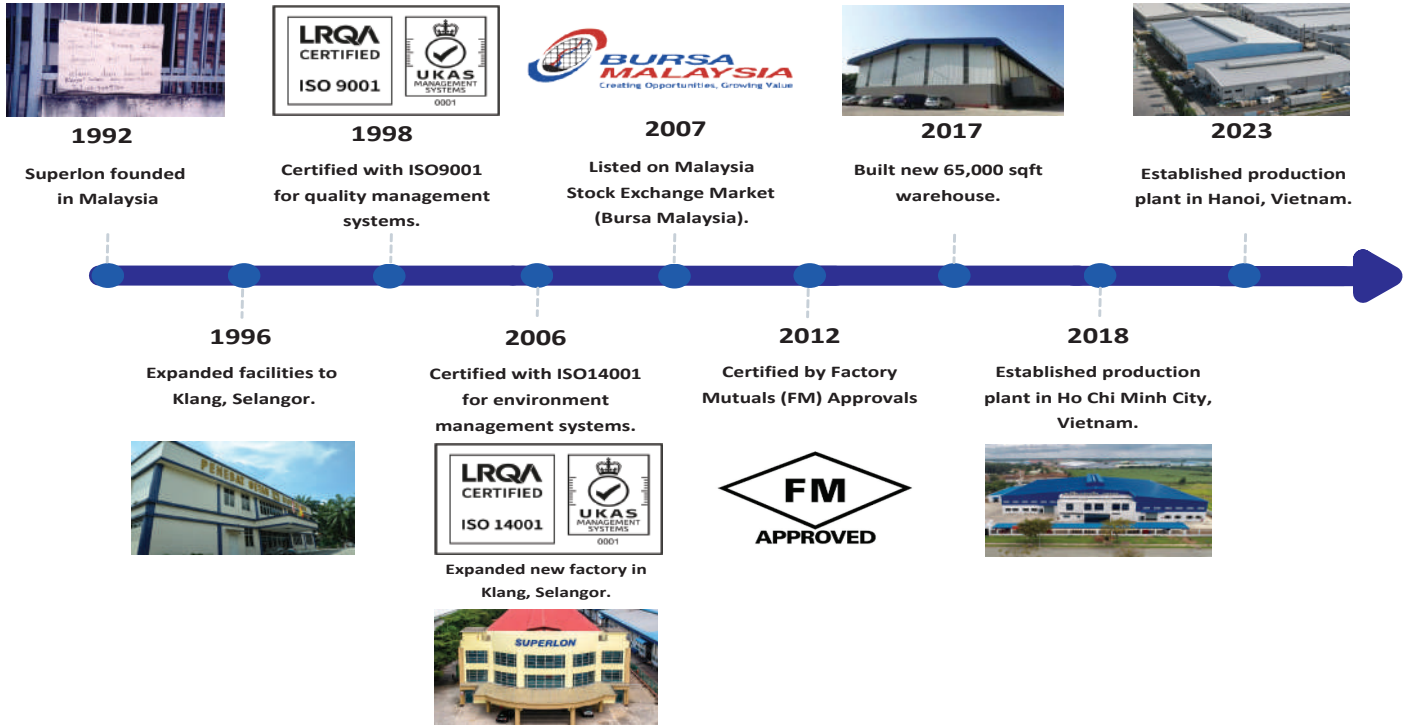 LRQA
CERTIFIED
ISO 9001
UKAS
MANAGEMENT
SYSTEMS
0001
BURSA
MALAYSIA
Creating Opportunities, Growing Value
1992
Superlon founded
in Malaysia
1998
Certified with ISO9001
for quality management
systems.
2007
Listed on Malaysia
Stock Exchange Market
(Bursa Malaysia).
2017
Built new 65,000 sqft
warehouse.
2023
Established production
plant in Hanoi, Vietnam.
1996
Expanded facilities to
Klang, Selangor.
2006
Certified with ISO14001
for environment
management systems.
LRQA
CERTIFIED
ISO 14001
UKAS
MANAGEMENT
SYSTEMS
0001
Expanded new factory in
Klang, Selangor.
SUPERLON
2012
Certified by Factory
Mutuals (FM) Approvals
FM
APPROVED
2018
Established production
plant in Ho Chi Minh City,
Vietnam.